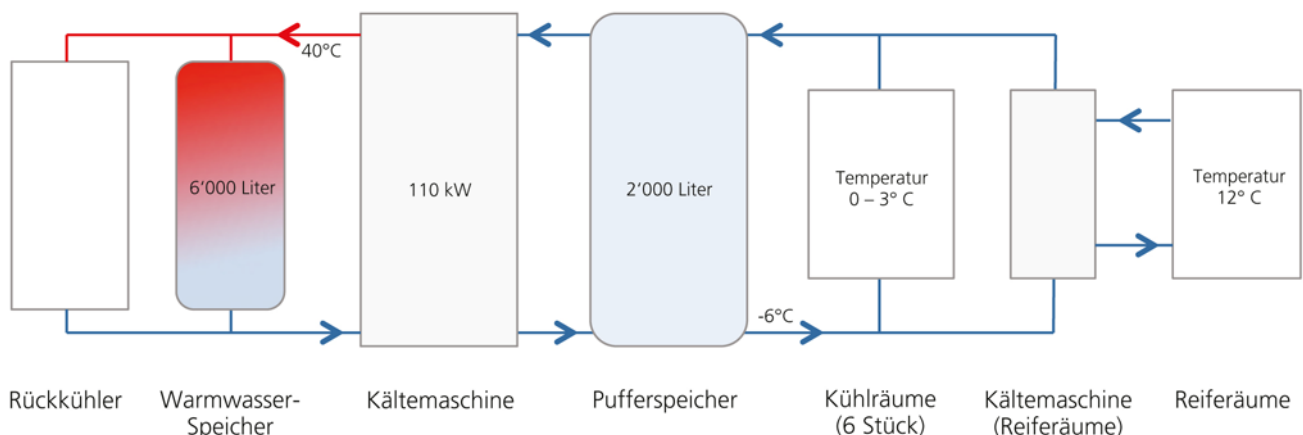 40°C
6’000 Liter
110 kW
2’000 Liter
-6°C
Temperatur
0 – 3° C
Temperatur
12° C
Rückkühler
Warmwasser-
Speicher
Kältemaschine
Pufferspeicher
Kühlräume
(6 Stück)
Kältemaschine
(Reiferäume)
Reiferäume